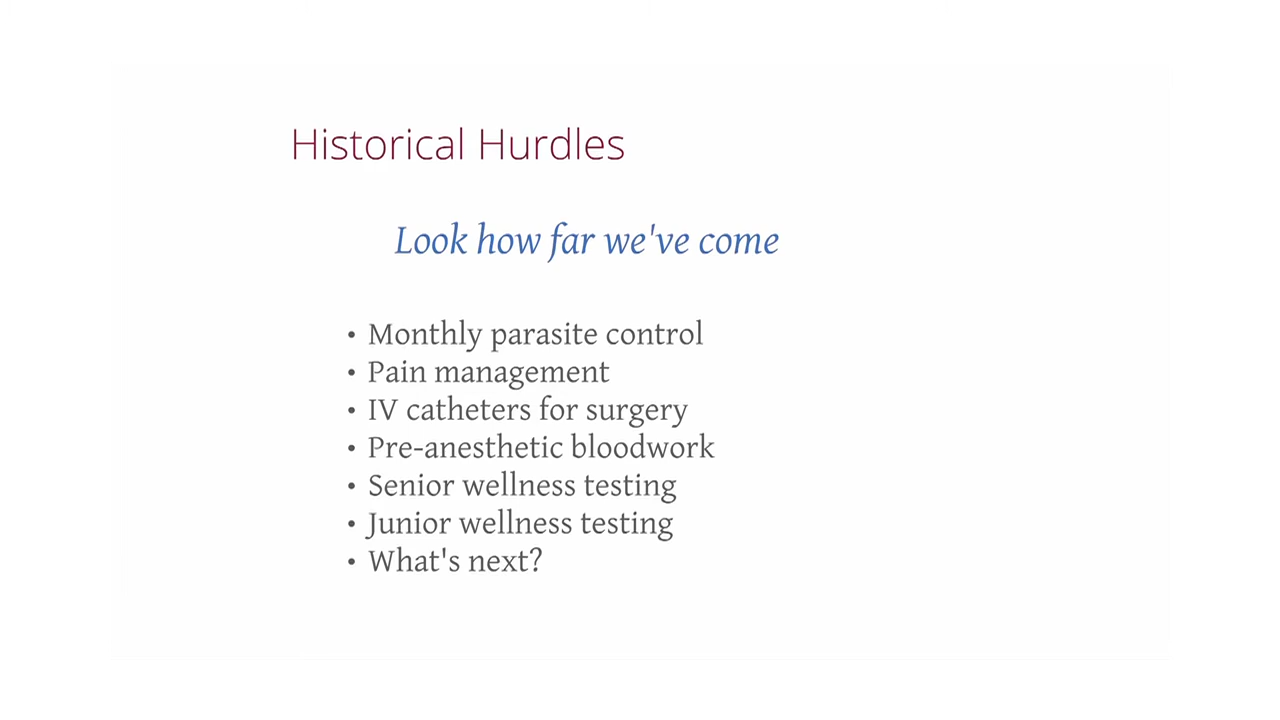 Historical Hurdles
Look how far we've come
• Monthly parasite control
• Pain management
• IV catheters for surgery
• Pre-anesthetic bloodwork
• Senior wellness testing
• Junior wellness testing
• What's next?